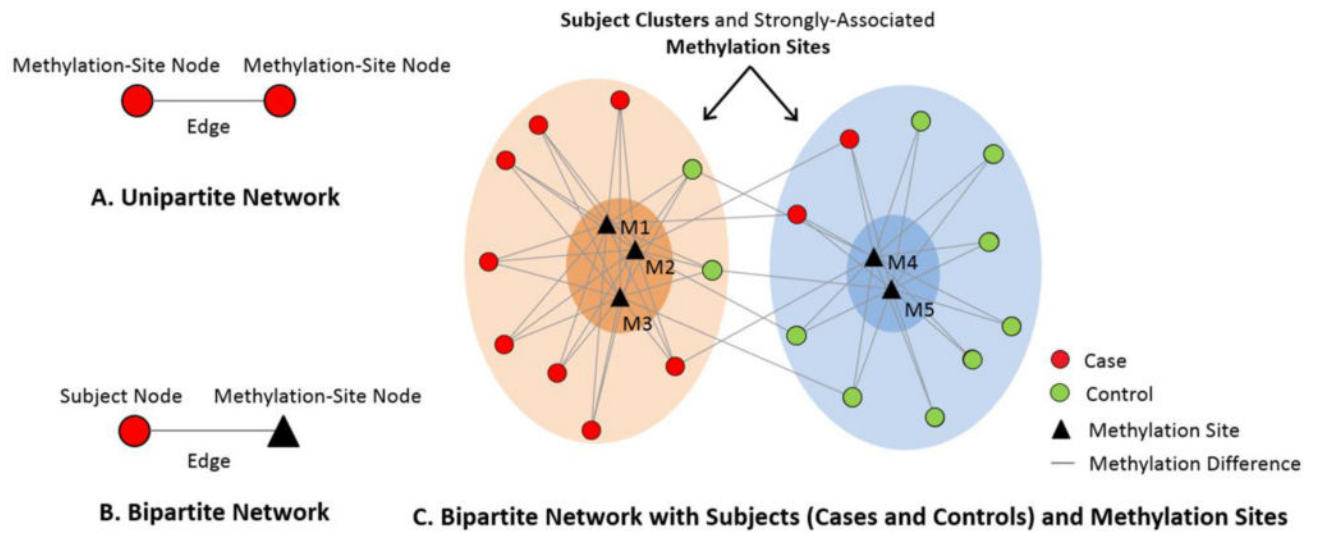 Methylation-Site Node Methylation-Site Node
Edge
A. Unipartite Network
Subject Node Methylation-Site Node
Edge
B. Bipartite Network
Subject Clusters and Strongly-Associated
Methylation Sites
M1
M2
M3
M4
M5
Case
Control
Methylation Site
Methylation Difference
C. Bipartite Network with Subjects (Cases and Controls) and Methylation Sites